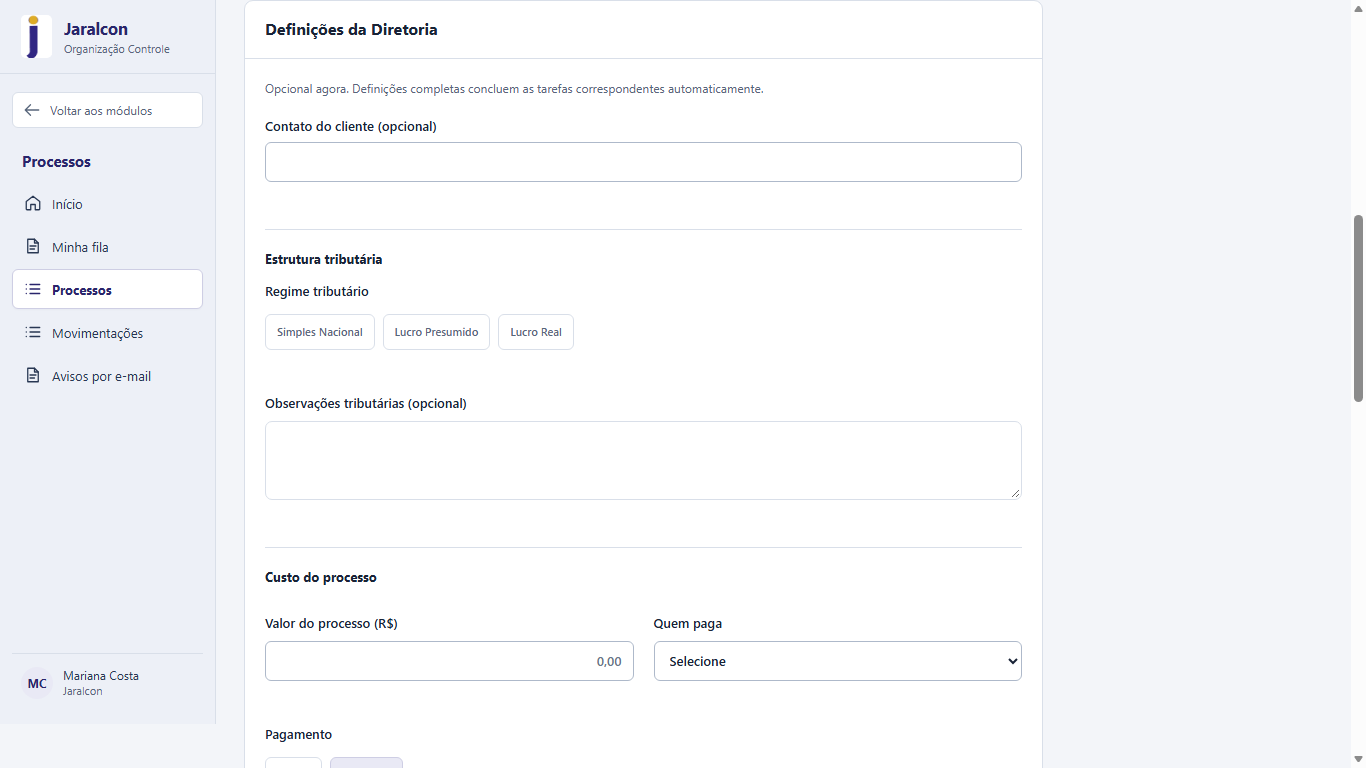 Jaralcon
Organização Controle
Voltar aos módulos
Processos
Início
Minha fila
Processos
Movimentações
Avisos por e-mail
MC
Mariana Costa
Jaralcon
Definições da Diretoria
Opcional agora. Definições completas concluem as tarefas correspondentes automaticamente.
Contato do cliente (opcional)
Estrutura tributária
Regime tributário
Simples Nacional Lucro Presumido Lucro Real
Observações tributárias (opcional)
Custo do processo
Valor do processo (R$) Quem paga
0,00 Selecione
Pagamento